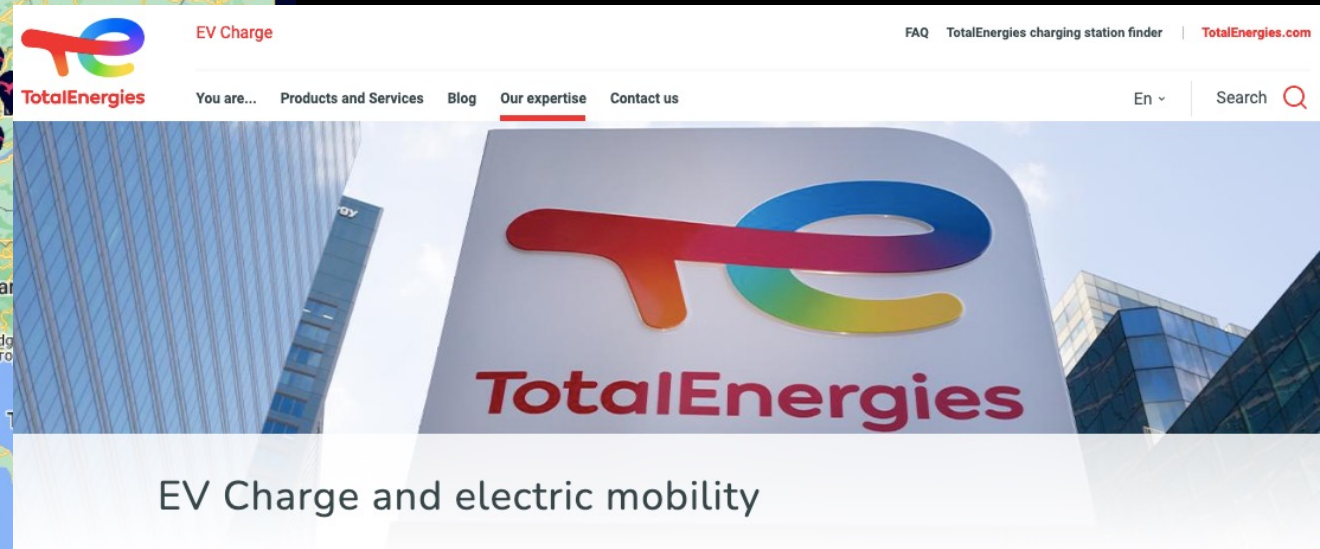 EV Charge
FAQ TotalEnergies charging station finder TotalEnergies.com
TotalEnergies
You are... Products and Services Blog Our expertise Contact us En Search
TotalEnergies
EV Charge and electric mobility